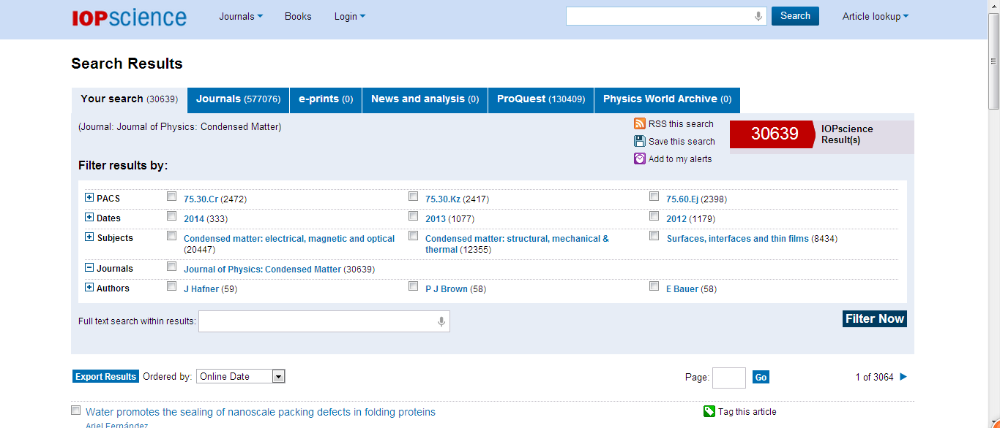 IOPscience Journals Books Login Search Article lookup
Search Results
Your search (30639) Journals (577076) e-prints (0) News and analysis (0) ProQuest (130409) Physics World Archive (0)
(Journal: Journal of Physics: Condensed Matter)
RSS this search
Save this search
Add to my alerts
30639 IOPscience
Result(s)
Filter results by:
PACS 75.30.Cr (2472) 75.30.Kz (2417) 75.60.Ej (2398)
Dates 2014 (333) 2013 (1077) 2012 (1179)
Subjects Condensed matter: electrical, magnetic and optical Condensed matter: structural, mechanical & Surfaces, interfaces and thin films (8434)
(20447) thermal (12355)
Journals Journal of Physics: Condensed Matter (30639)
Authors J Hafner (59) P J Brown (58) E Bauer (58)
Full text search within results: Filter Now
Export Results Ordered by: Online Date Page: Go 1 of 3064
Water promotes the sealing of nanoscale packing defects in folding proteins Tag this article
Ariel Fernández